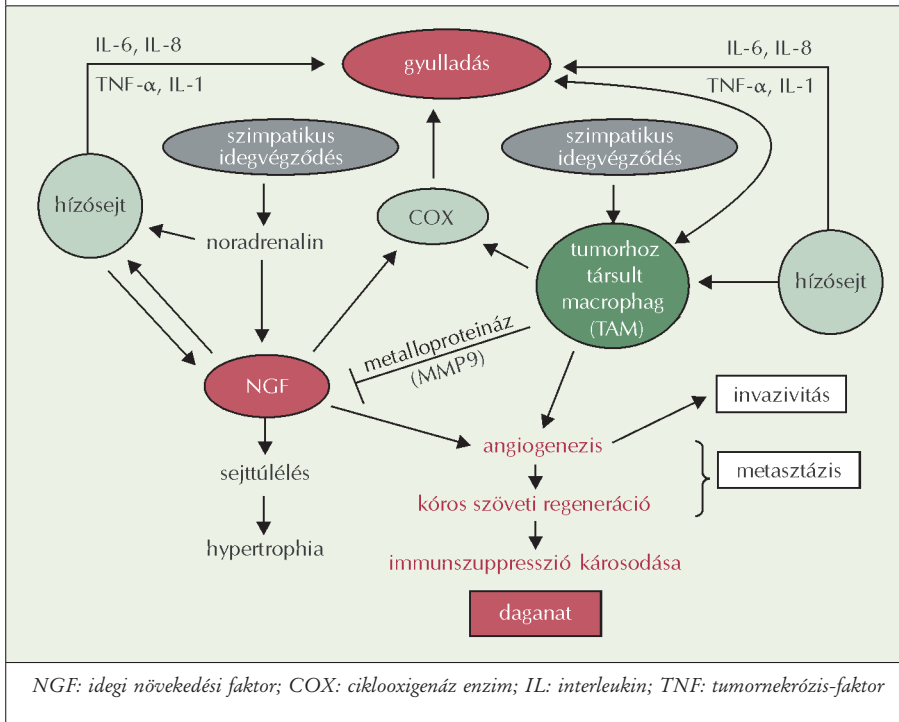 IL-6, IL-8
TNF-α, IL-1
gyulladás
IL-6, IL-8
TNF-α, IL-1
szimpatikus
idegvégződés
szimpatikus
idegvégződés
hízósejt
noradrenalin
COX
tumorhoz
társult
macrophag
(TAM)
hízósejt
metalloproteináz
(MMP9)
NGF
invazivitás
angiogenezis
sejttúlélés
metasztázis
kóros szöveti regeneráció
hypertrophia
immunszuppresszió károsodása
daganat
NGF: idegi növekedési faktor; COX: ciklooxigenáz enzim; IL: interleukin; TNF: tumornekrózis-faktor